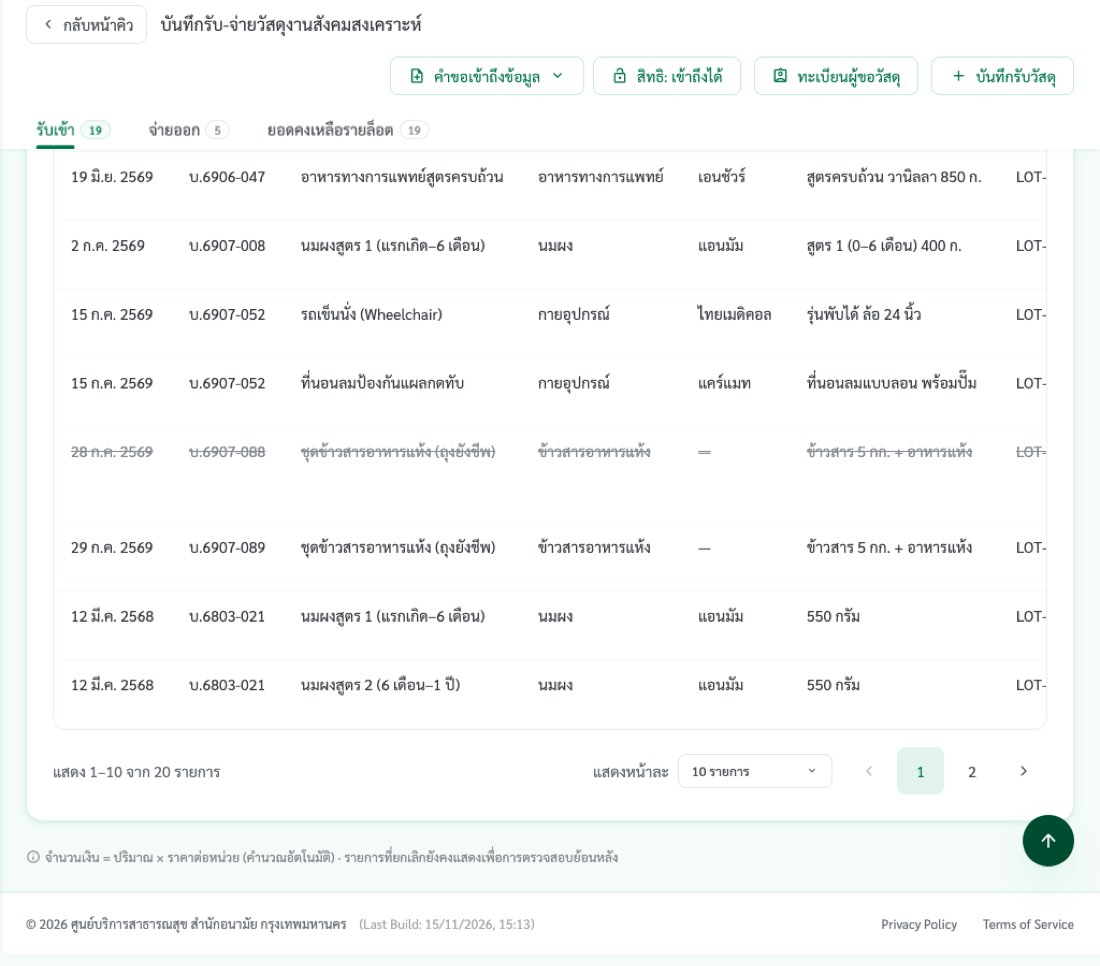 กลับหน้าคิว บันทึกรับ-จ่ายวัสดุงานสังคมสงเคราะห์
คำขอเข้าถึงข้อมูล สิทธิ: เข้าถึงได้ ทะเบียนผู้ขอวัสดุ + บันทึกรับวัสดุ
รับเข้า 19 จ่ายออก 5 ยอดคงเหลือรายล็อต 19
19 มิ.ย. 2569 บ.6906-047 อาหารทางการแพทย์สูตรครบถ้วน อาหารทางการแพทย์ เอนชัวร์ สูตรครบถ้วน วานิลลา 850 ก. LOT-
2 ก.ค. 2569 บ.6907-008 นมผงสูตร 1 (แรกเกิด–6 เดือน) นมผง แอนมัม สูตร 1 (0–6 เดือน) 400 ก. LOT-
15 ก.ค. 2569 บ.6907-052 รถเข็นนั่ง (Wheelchair) กายอุปกรณ์ ไทยเมดิคอล รุ่นพับได้ ล้อ 24 นิ้ว LOT-
15 ก.ค. 2569 บ.6907-052 ที่นอนลมป้องกันแผลกดทับ กายอุปกรณ์ แคร์แมท ที่นอนลมแบบลอน พร้อมปั๊ม LOT-
28 ก.ค. 2569 บ.6907-088 ชุดข้าวสารอาหารแห้ง (ถุงยังชีพ) ข้าวสารอาหารแห้ง — ข้าวสาร 5 กก. + อาหารแห้ง LOT-
29 ก.ค. 2569 บ.6907-089 ชุดข้าวสารอาหารแห้ง (ถุงยังชีพ) ข้าวสารอาหารแห้ง — ข้าวสาร 5 กก. + อาหารแห้ง LOT-
12 มี.ค. 2568 บ.6803-021 นมผงสูตร 1 (แรกเกิด–6 เดือน) นมผง แอนมัม 550 กรัม LOT-
12 มี.ค. 2568 บ.6803-021 นมผงสูตร 2 (6 เดือน–1 ปี) นมผง แอนมัม 550 กรัม LOT-
แสดง 1–10 จาก 20 รายการ แสดงหน้าละ 10 รายการ 1 2
จำนวนเงิน = ปริมาณ × ราคาต่อหน่วย (คำนวณอัตโนมัติ) · รายการที่ยกเลิกยังคงแสดงเพื่อการตรวจสอบย้อนหลัง
© 2026 ศูนย์บริการสาธารณสุข สำนักอนามัย กรุงเทพมหานคร (Last Build: 15/11/2026, 15:13) Privacy Policy Terms of Service